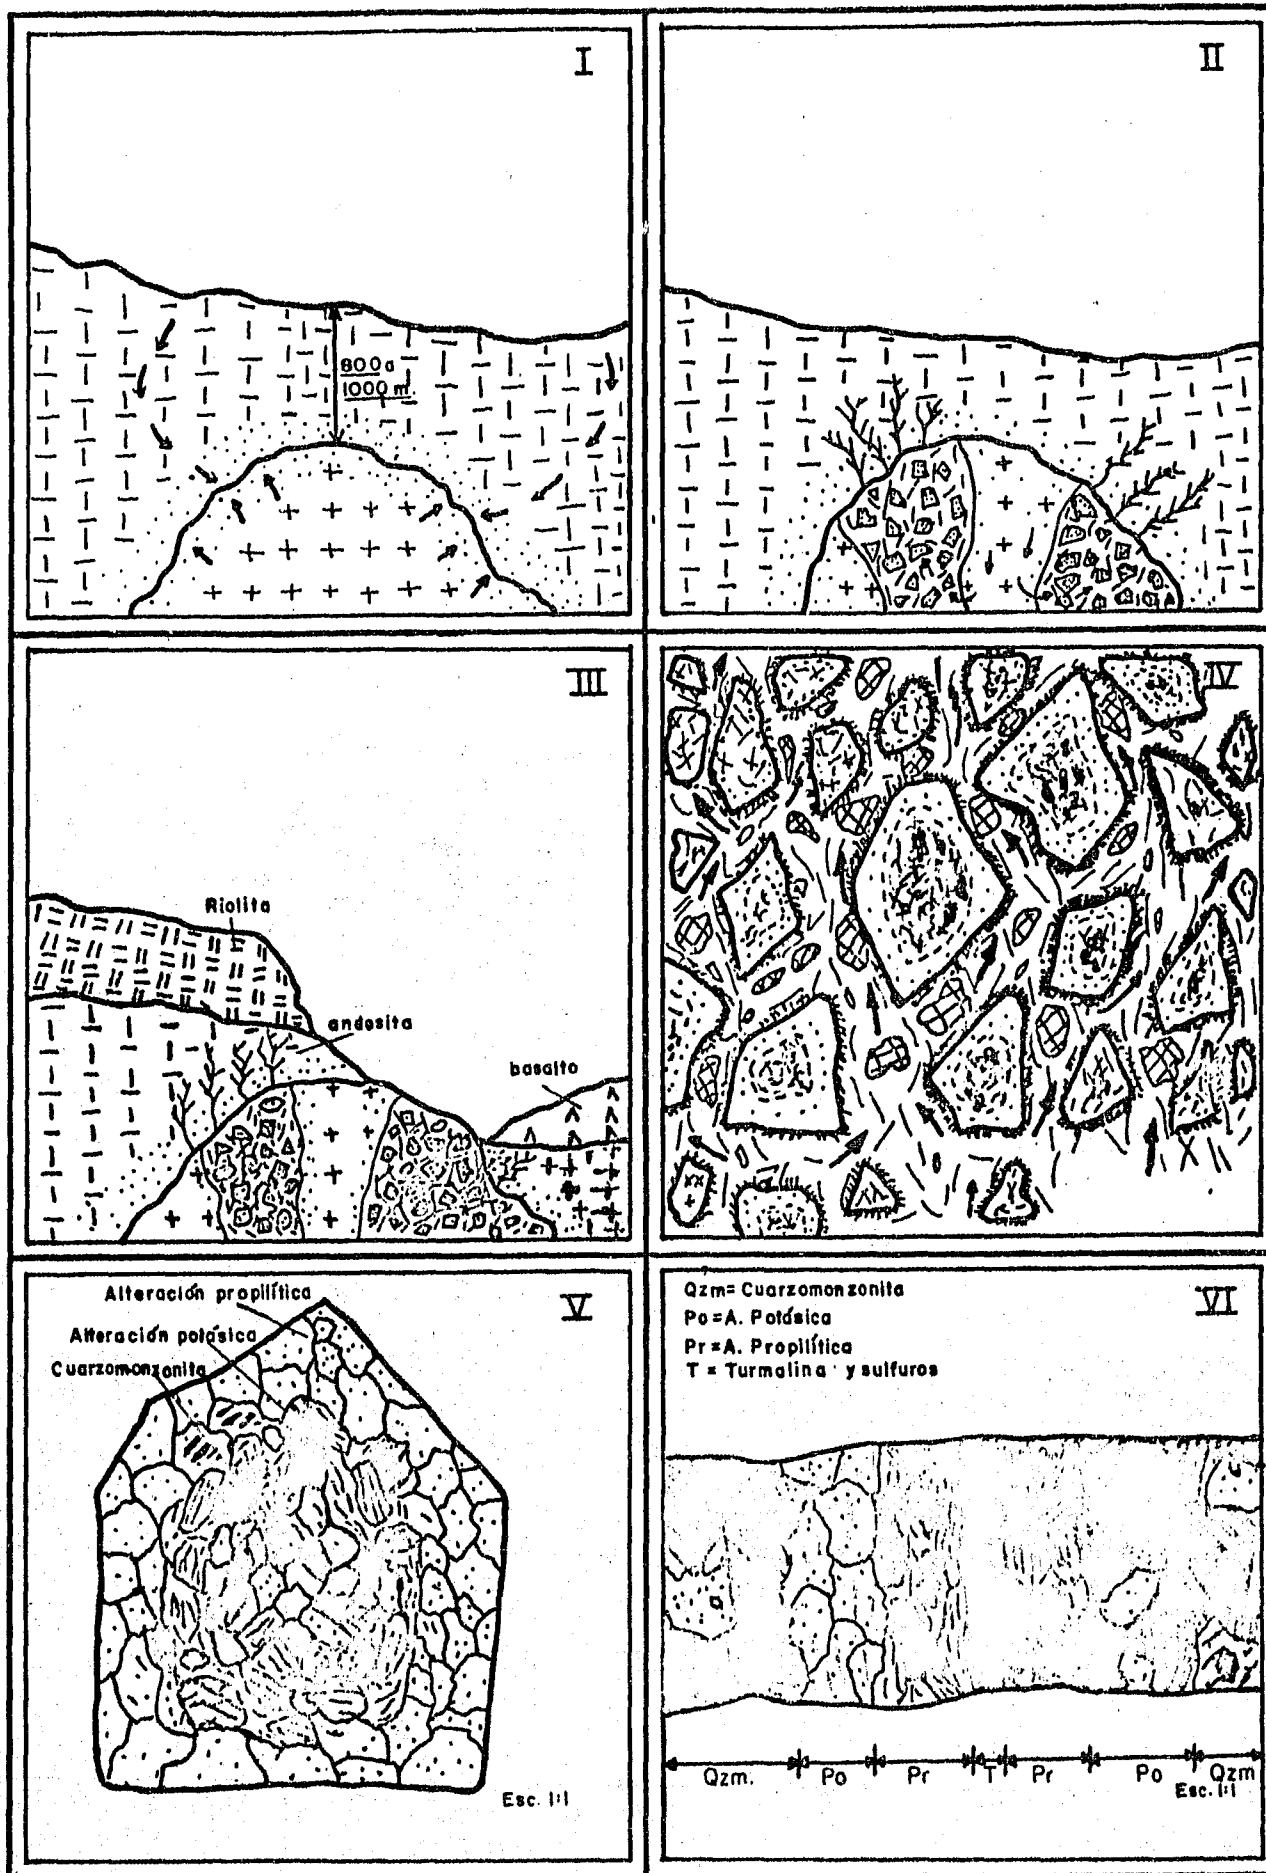 I
800 a
1000 m.
II
III
Riolita
andesita
basalto
IV
V
Alteración propilítica
Alteración potásica
Cuarzomonzonita
Esc. 1:1
VI
Qzm= Cuarzomonzonita
Po = A. Potásica
Pr = A. Propilítica
T = Turmalina y sulfuros
Qzm. Po Pr T Pr Po Qzm
Esc. 1:1